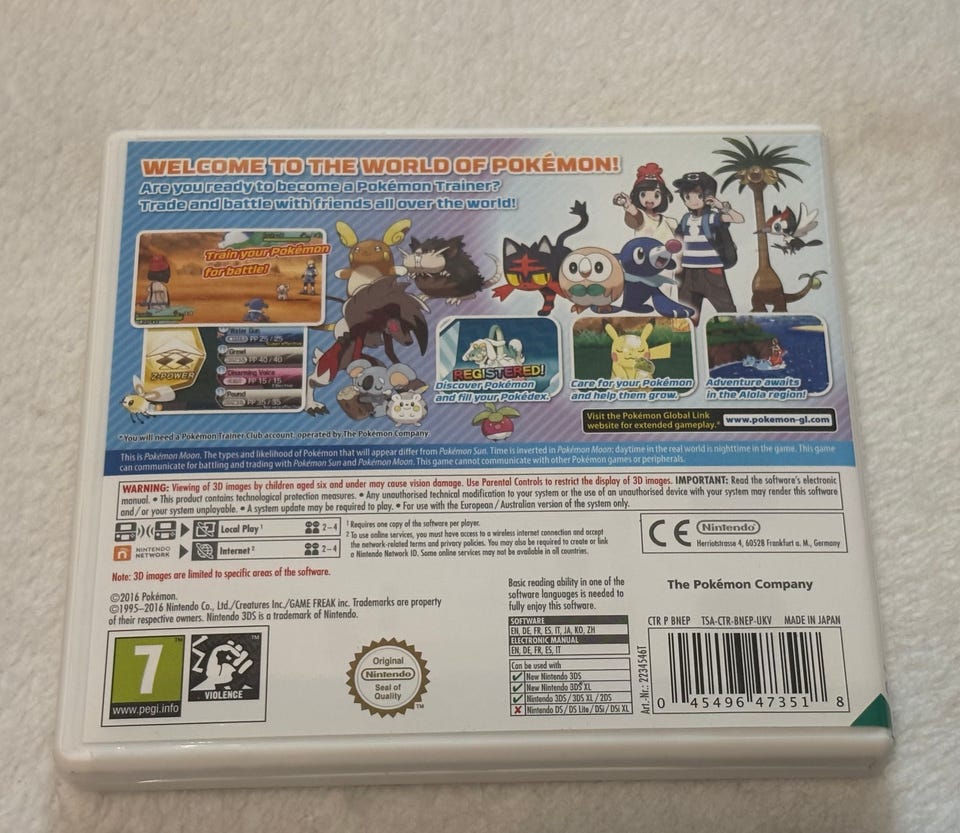 WELCOME TO THE WORLD OF POKÉMON!
Are you ready to become a Pokémon Trainer?
Trade and battle with friends all over the world!
Train your Pokémon
for battle!
Water Gun
PP 25/25
Growl
PP 40/40
Disarming Voice
PP 15/15
Pound
PP 35/35
Z-POWER
REGISTERED!
Discover Pokémon
and fill your Pokédex.
Care for your Pokémon
and help them grow.
Adventure awaits
in the Alola region!
Visit the Pokémon Global Link
website for extended gameplay.*
www.pokemon-gl.com
*You will need a Pokémon Trainer Club account, operated by The Pokémon Company.
This is Pokémon Moon. The types and likelihood of Pokémon that will appear differ from Pokémon Sun. Time is inverted in Pokémon Moon: daytime in the real world is nighttime in the game. This game
can communicate for battling and trading with Pokémon Sun and Pokémon Moon. This game cannot communicate with other Pokémon games or peripherals.
WARNING: Viewing of 3D images by children aged six and under may cause vision damage. Use Parental Controls to restrict the display of 3D images. IMPORTANT: Read the software's electronic
manual. • This product contains technological protection measures. • Any unauthorised technical modification to your system or the use of an unauthorised device with your system may render this software
and/or your system unplayable. • A system update may be required to play. • For use with the European / Australian version of the system only.
Local Play¹ 2–4
NINTENDO
NETWORK
Internet² 2–4
¹ Requires one copy of the software per player.
² To use online services, you must have access to a wireless internet connection and accept
the network-related terms and privacy policies. You may also be required to create or link
a Nintendo Network ID. Some online services may not be available in all countries.
CE
Nintendo
Herriotstrasse 4, 60528 Frankfurt a. M., Germany
Note: 3D images are limited to specific areas of the software.
©2016 Pokémon.
©1995–2016 Nintendo Co., Ltd./Creatures Inc./GAME FREAK inc. Trademarks are property
of their respective owners. Nintendo 3DS is a trademark of Nintendo.
Basic reading ability in one of the
software languages is needed to
fully enjoy this software.
SOFTWARE
EN, DE, FR, ES, IT, JA, KO, ZH
ELECTRONIC MANUAL
EN, DE, FR, ES, IT
Can be used with
New Nintendo 3DS
New Nintendo 3DS XL
Nintendo 3DS / 3DS XL / 2DS
Nintendo DS / DS Lite / DSi / DSi XL
The Pokémon Company
CTR P BNEP TSA-CTR-BNEP-UKV MADE IN JAPAN
Art.-Nr.: 2234546T
0 45496 47351 8
7
www.pegi.info
VIOLENCE
Original
Nintendo
Seal of
Quality
TM